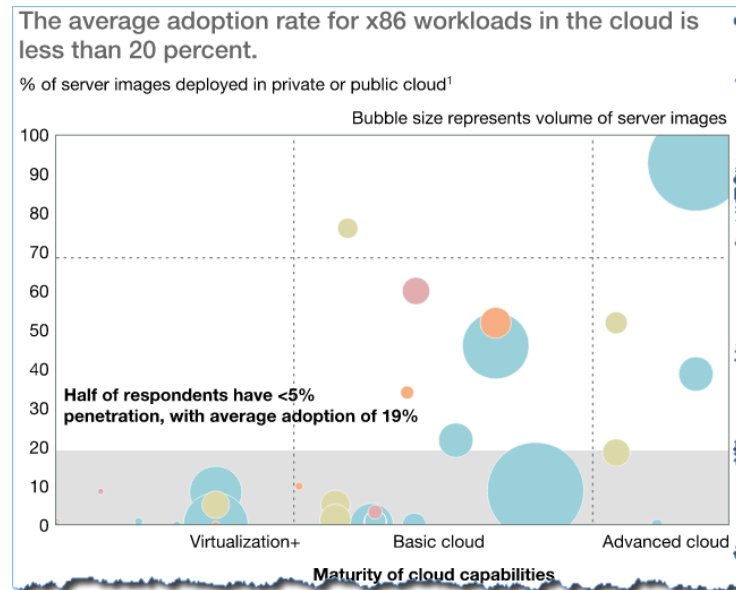 The average adoption rate for x86 workloads in the cloud is
less than 20 percent.
% of server images deployed in private or public cloud¹
Bubble size represents volume of server images
100
90
80
70
60
50
40
30
20
10
0
Half of respondents have <5%
penetration, with average adoption of 19%
Virtualization+ Basic cloud Advanced cloud
Maturity of cloud capabilities